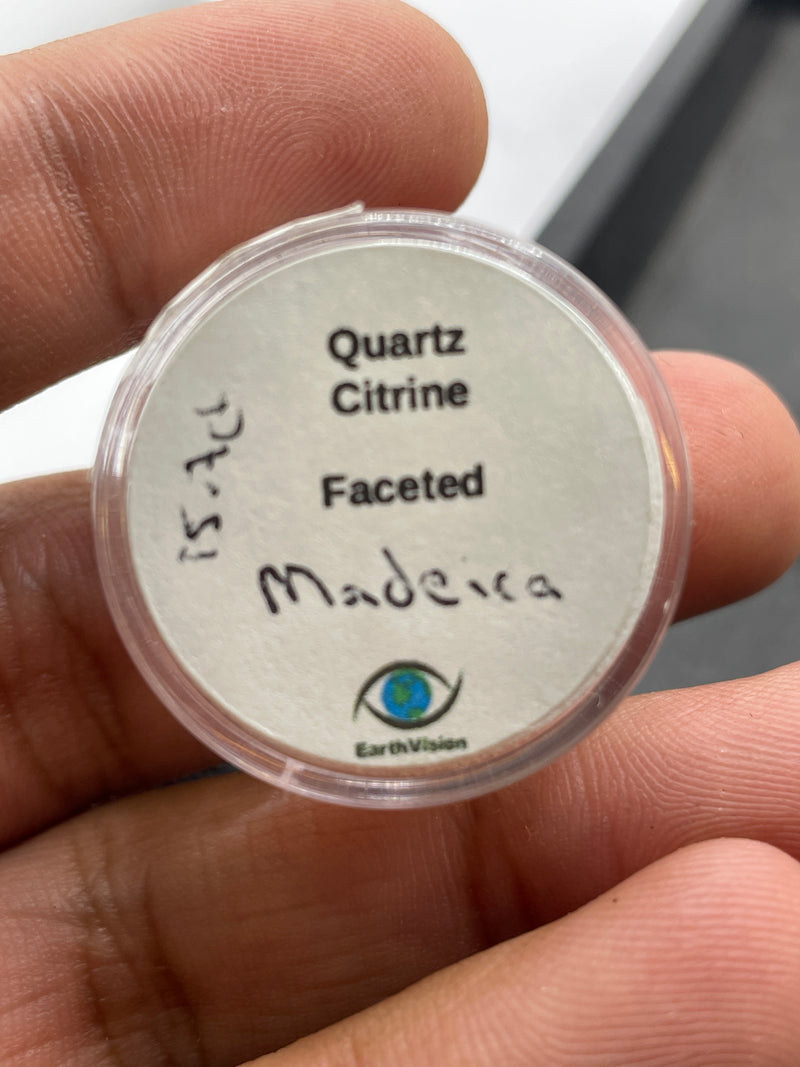 Quartz
Citrine
Faceted
Madeira
15.7ct
EarthVision